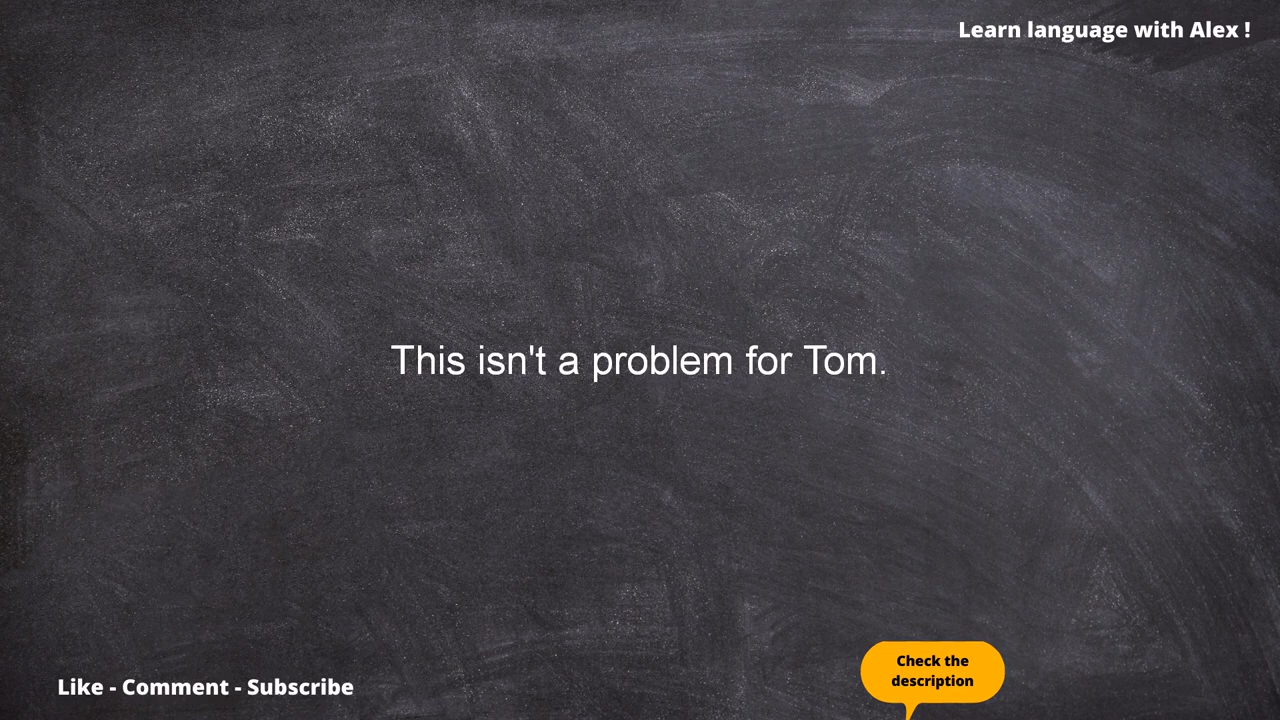 Learn language with Alex !
This isn't a problem for Tom.
Check the
description
Like - Comment - Subscribe